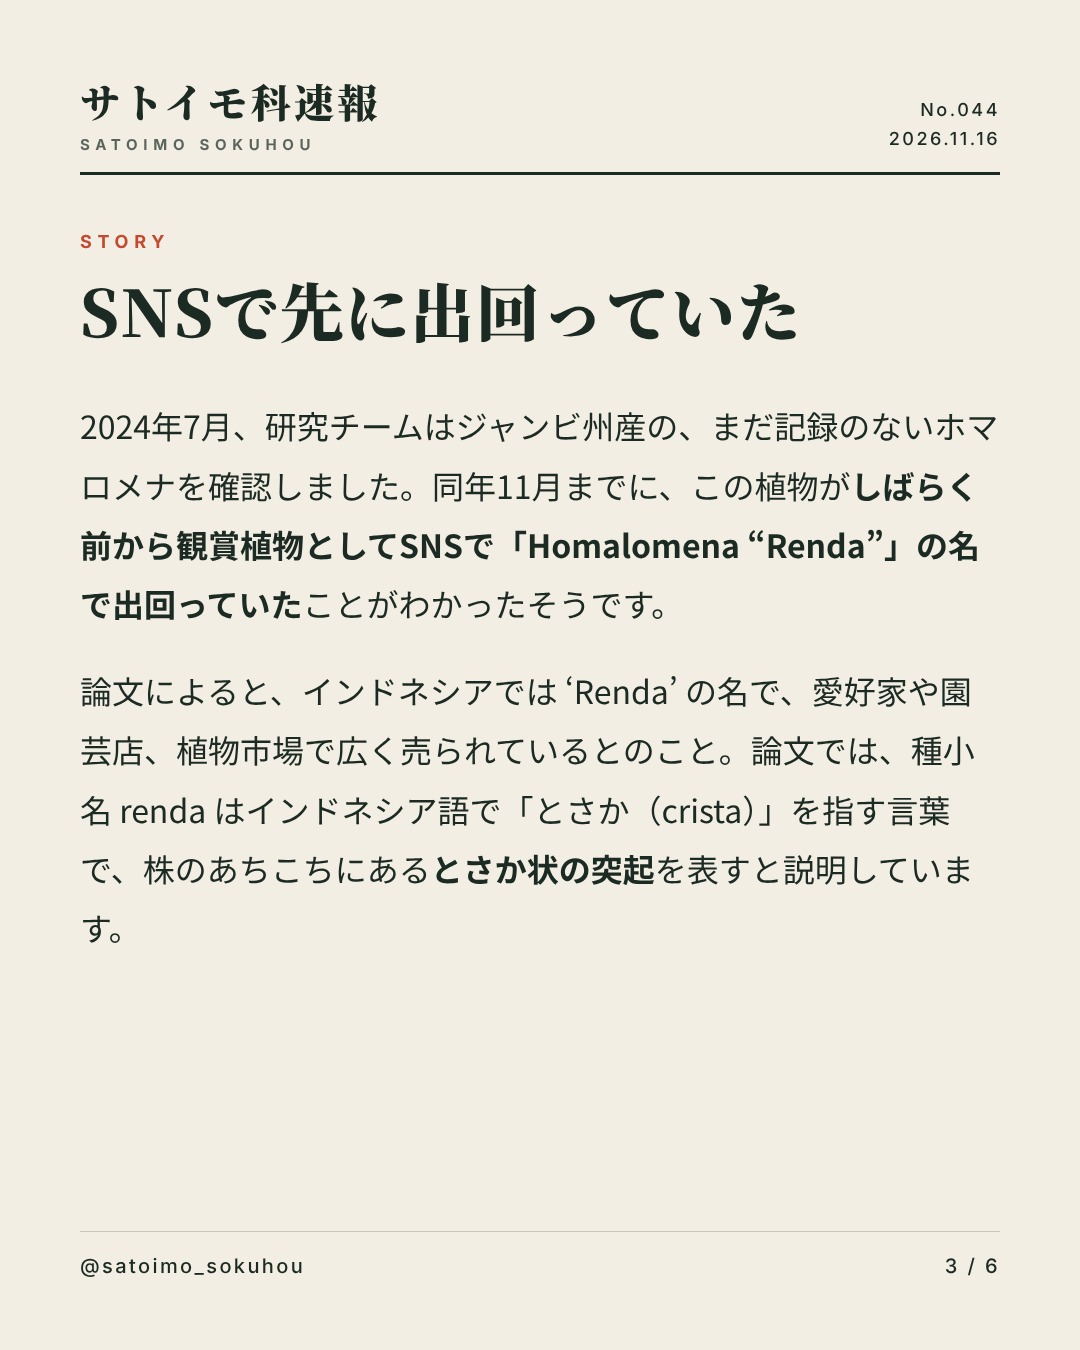 サトイモ科速報
SATOIMO SOKUHOU
No.044
2026.11.16
STORY
SNSで先に出回っていた
2024年7月、研究チームはジャンビ州産の、まだ記録のないホマ
ロメナを確認しました。同年11月までに、この植物がしばらく
前から観賞植物としてSNSで「Homalomena “Renda”」の名
で出回っていたことがわかったそうです。
論文によると、インドネシアでは ‘Renda’ の名で、愛好家や園
芸店、植物市場で広く売られているとのこと。論文では、種小
名 renda はインドネシア語で「とさか（crista）」を指す言葉
で、株のあちこちにあるとさか状の突起を表すと説明していま
す。
@satoimo_sokuhou
3 / 6